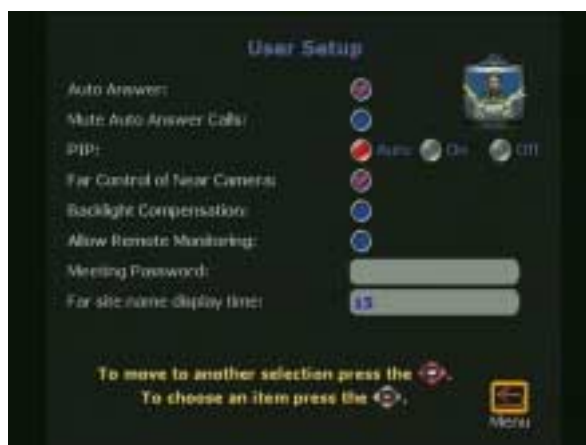 User Setup
Auto Answer:
Mute Auto Answer Calls:
PIP: Auto On Off
Far Control of Near Camera:
Backlight Compensation:
Allow Remote Monitoring:
Meeting Password:
Far site name display time: 15
To move to another selection press the .
To choose an item press the .
Menu